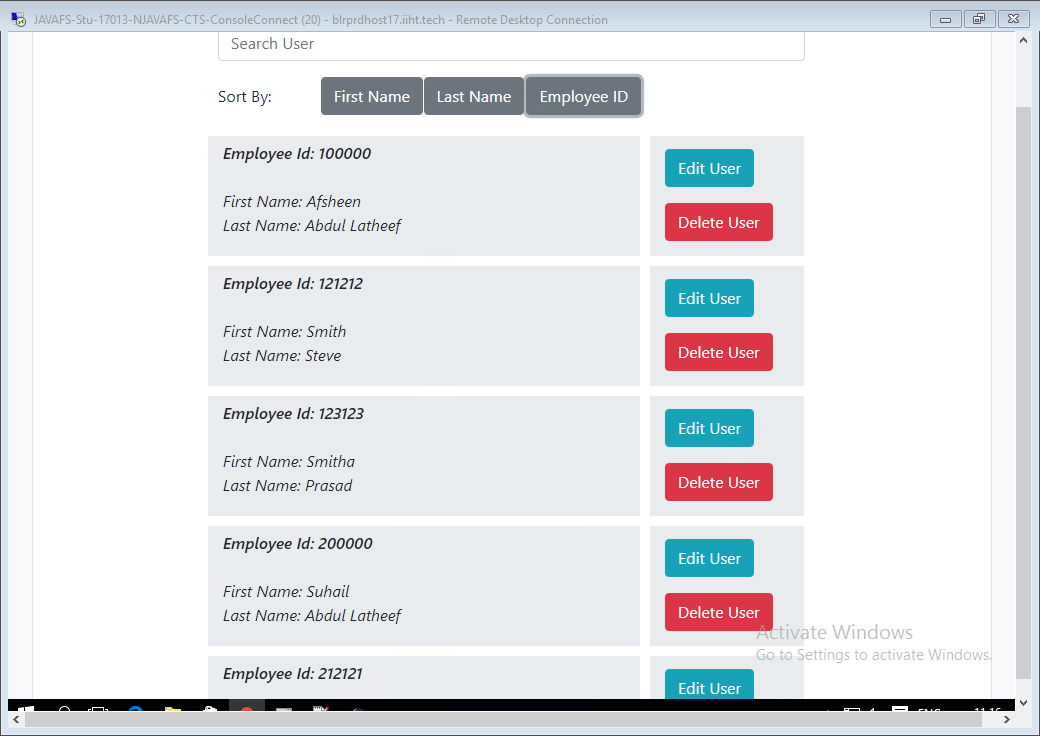 JAVAFS-Stu-17013-NJAVAFS-CTS-ConsoleConnect (20) - blrprdhost17.iiht.tech - Remote Desktop Connection
Search User
Sort By: First Name Last Name Employee ID
Employee Id: 100000
Edit User
First Name: Afsheen
Last Name: Abdul Latheef
Delete User
Employee Id: 121212
Edit User
First Name: Smith
Last Name: Steve
Delete User
Employee Id: 123123
Edit User
First Name: Smitha
Last Name: Prasad
Delete User
Employee Id: 200000
Edit User
First Name: Suhail
Last Name: Abdul Latheef
Delete User
Activate Windows
Go to Settings to activate Windows.
Employee Id: 212121
Edit User